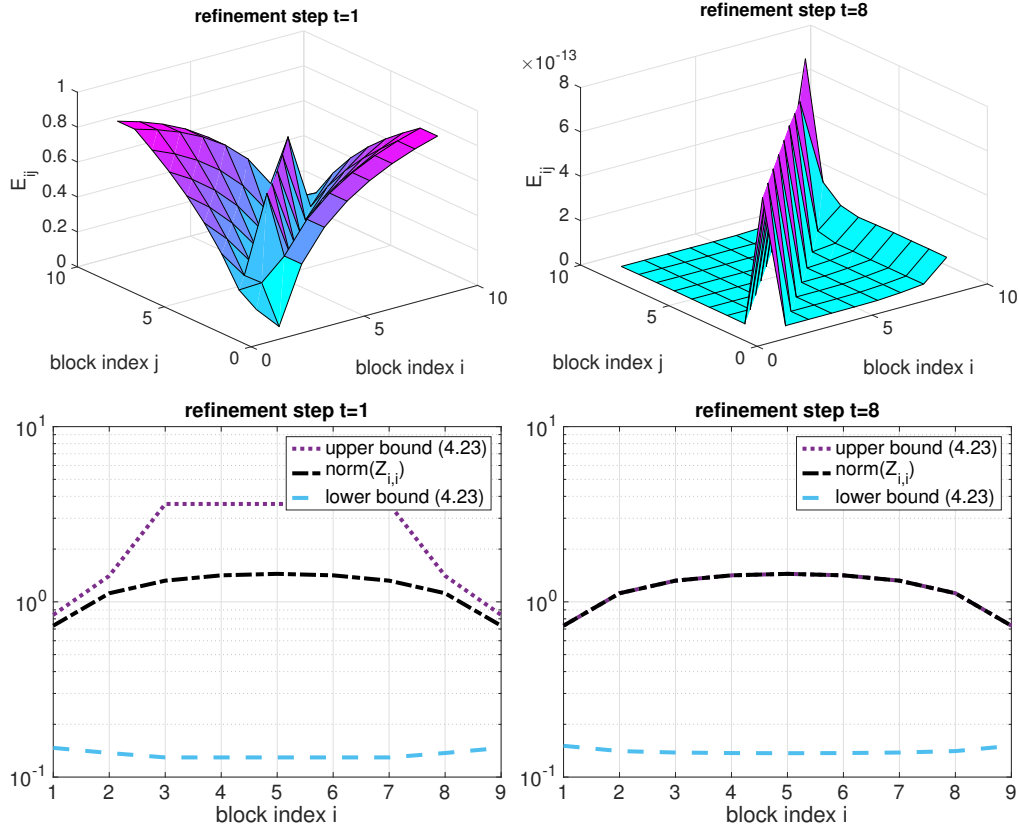 refinement step t=1
1
0.8
0.6
0.4
0.2
0
E_ij
10
5
0
block index j
0
5
10
block index i
refinement step t=8
×10^-13
8
6
4
2
0
E_ij
10
5
0
block index j
0
5
10
block index i
refinement step t=1
10^1
10^0
10^-1
upper bound (4.23)
norm(Z_i,i)
lower bound (4.23)
1 2 3 4 5 6 7 8 9
block index i
refinement step t=8
10^1
10^0
10^-1
upper bound (4.23)
norm(Z_i,i)
lower bound (4.23)
1 2 3 4 5 6 7 8 9
block index i